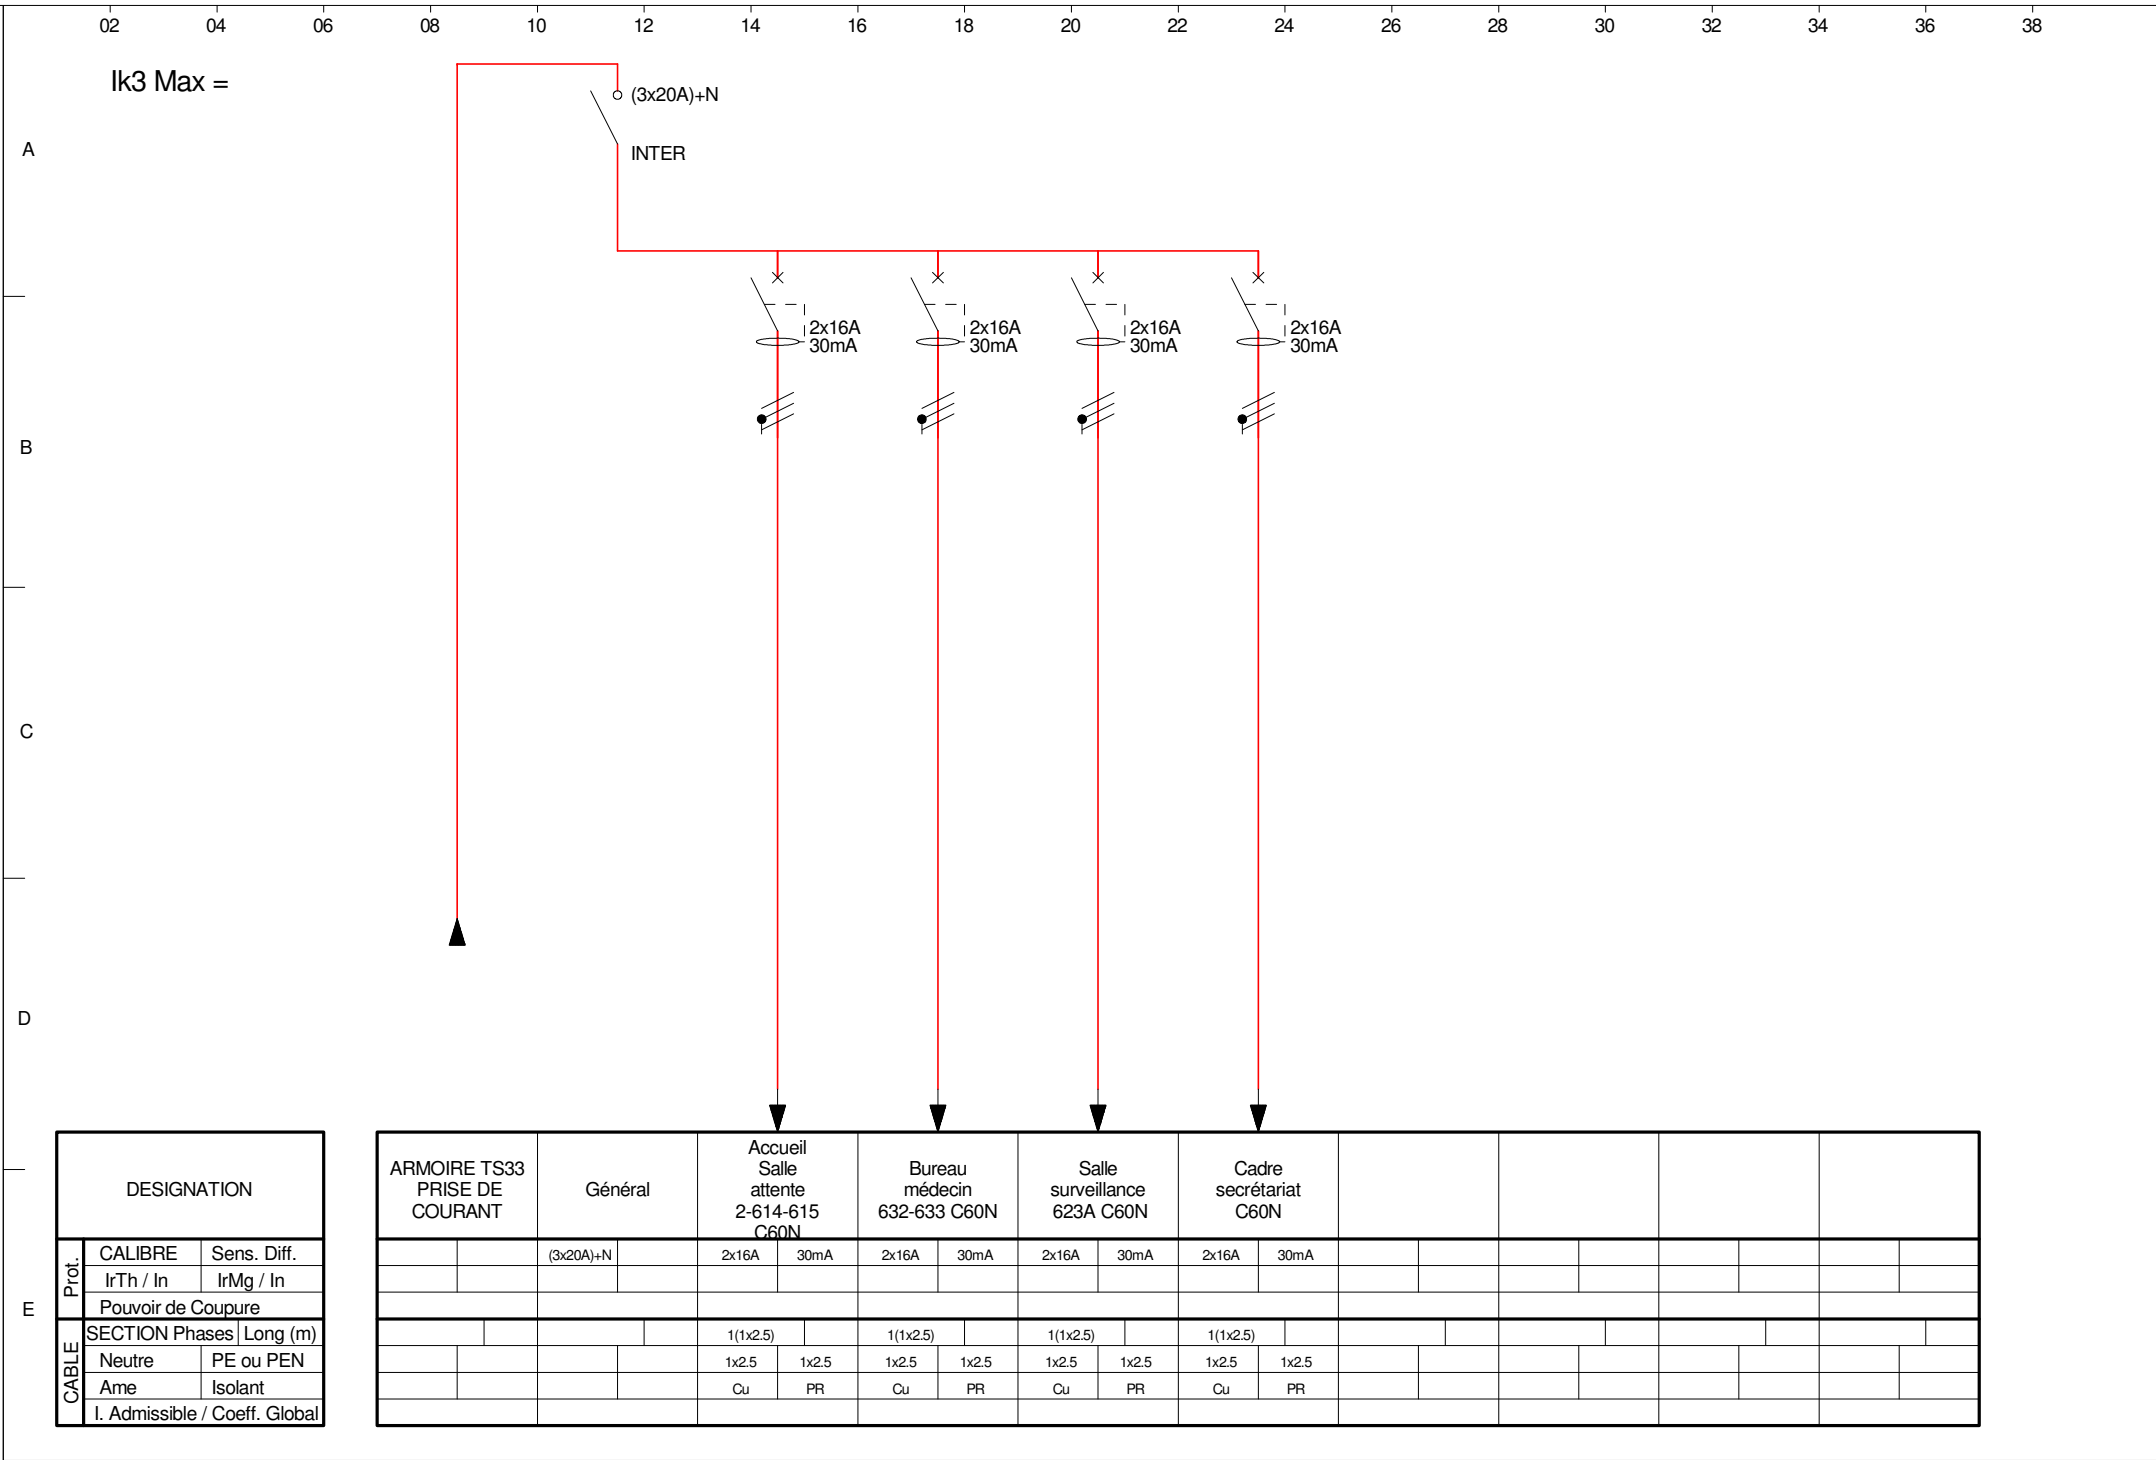 02 04 06 08 10 12 14 16 18 20 22 24 26 28 30 32 34 36 38
Ik3 Max =
(3x20A)+N
INTER
A
2x16A 2x16A 2x16A 2x16A
30mA 30mA 30mA 30mA
B
C
D
E
DESIGNATION
Prot.
CALIBRE Sens. Diff.
IrTh / In IrMg / In
Pouvoir de Coupure
CABLE
SECTION Phases Long (m)
Neutre PE ou PEN
Ame Isolant
I. Admissible / Coeff. Global
ARMOIRE TS33
PRISE DE
COURANT
Général
Accueil
Salle
attente
2-614-615
C60N
Bureau
médecin
632-633 C60N
Salle
surveillance
623A C60N
Cadre
secrétariat
C60N
(3x20A)+N 2x16A 30mA 2x16A 30mA 2x16A 30mA 2x16A 30mA
1(1x2.5) 1(1x2.5) 1(1x2.5) 1(1x2.5)
1x2.5 1x2.5 1x2.5 1x2.5 1x2.5 1x2.5 1x2.5 1x2.5
Cu PR Cu PR Cu PR Cu PR